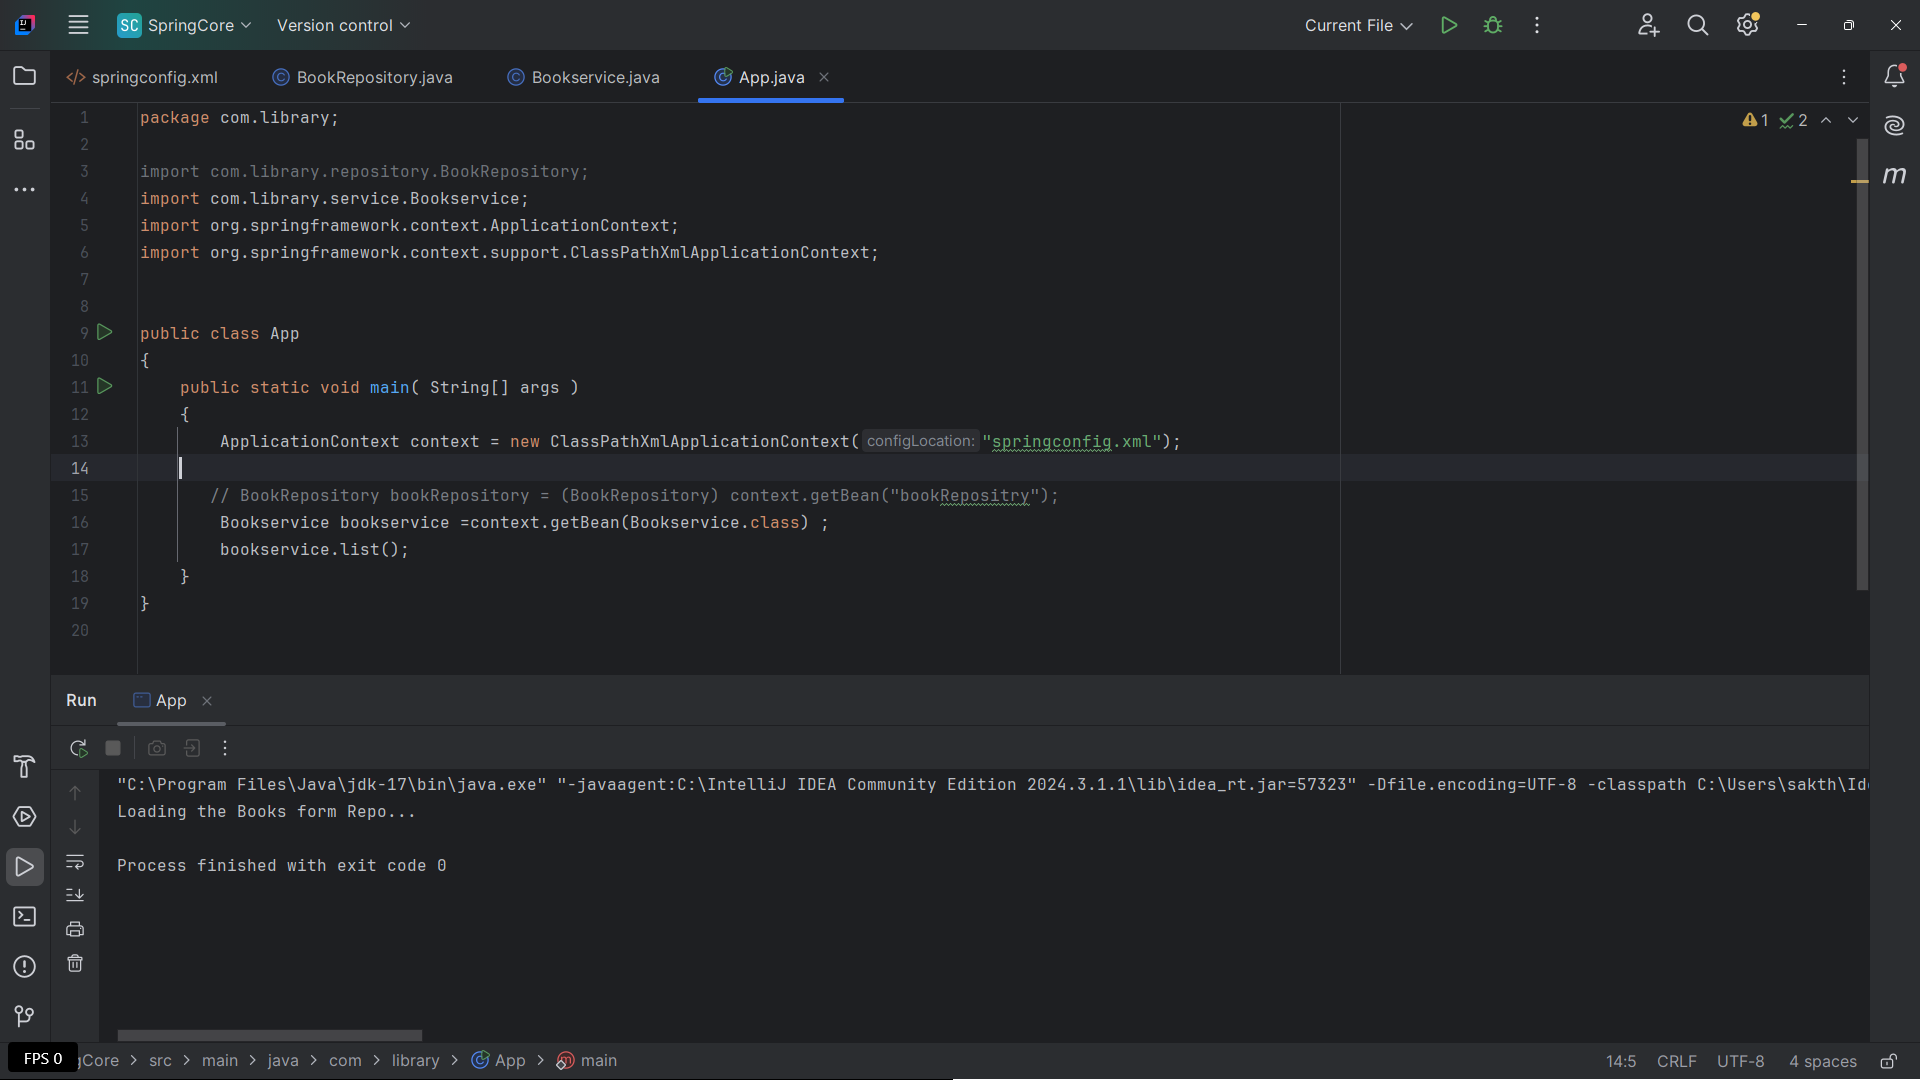 SC SpringCore Version control Current File
springconfig.xml BookRepository.java Bookservice.java App.java
1 package com.library; 1 2
2
3 import com.library.repository.BookRepository;
4 import com.library.service.Bookservice;
5 import org.springframework.context.ApplicationContext;
6 import org.springframework.context.support.ClassPathXmlApplicationContext;
7
8
9 public class App
10 {
11 public static void main( String[] args )
12 {
13 ApplicationContext context = new ClassPathXmlApplicationContext( configLocation: "springconfig.xml");
14
15 // BookRepository bookRepository = (BookRepository) context.getBean("bookRepositry");
16 Bookservice bookservice =context.getBean(Bookservice.class) ;
17 bookservice.list();
18 }
19 }
20
Run App
"C:\Program Files\Java\jdk-17\bin\java.exe" "-javaagent:C:\IntelliJ IDEA Community Edition 2024.3.1.1\lib\idea_rt.jar=57323" -Dfile.encoding=UTF-8 -classpath C:\Users\sakth\Id
Loading the Books form Repo...
Process finished with exit code 0
FPS 0 gCore > src > main > java > com > library > App > main 14:5 CRLF UTF-8 4 spaces